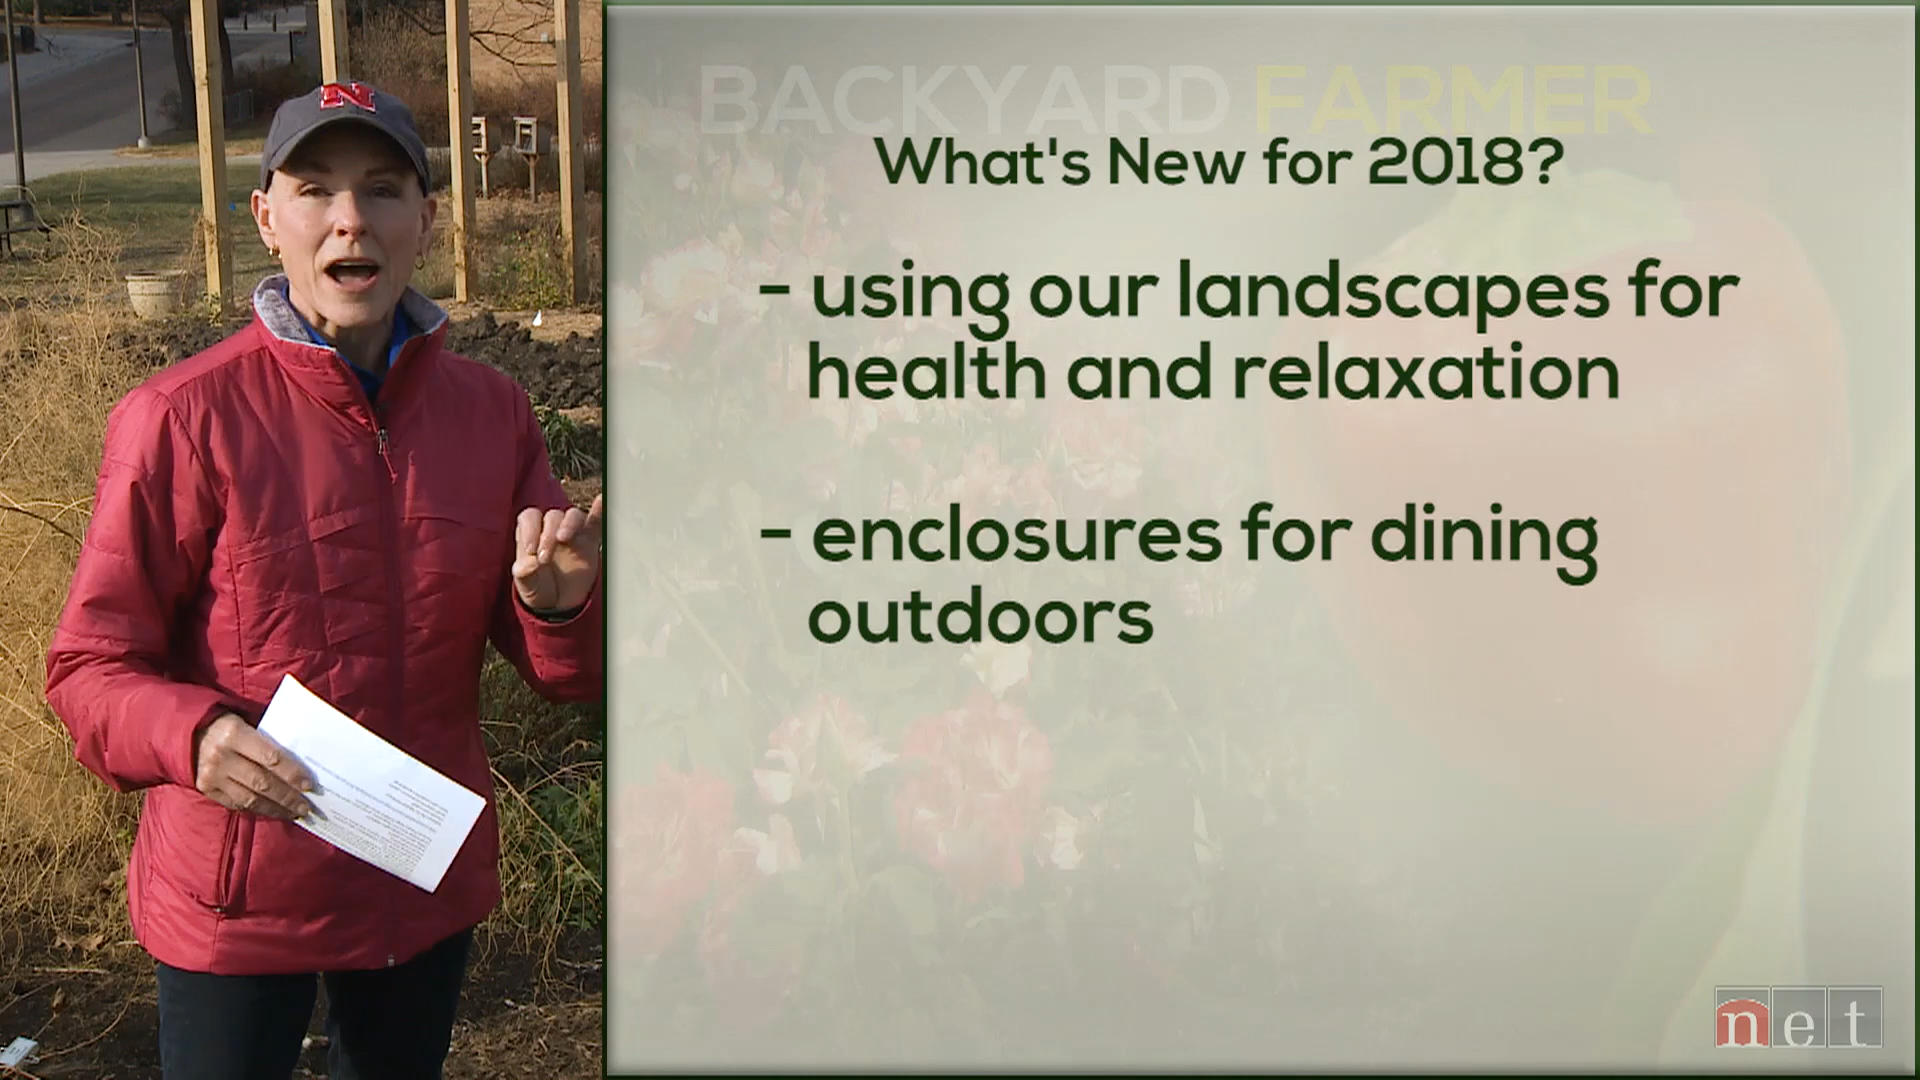 N
BACKYARD FARMER
What's New for 2018?
- using our landscapes for
health and relaxation
- enclosures for dining
outdoors
net